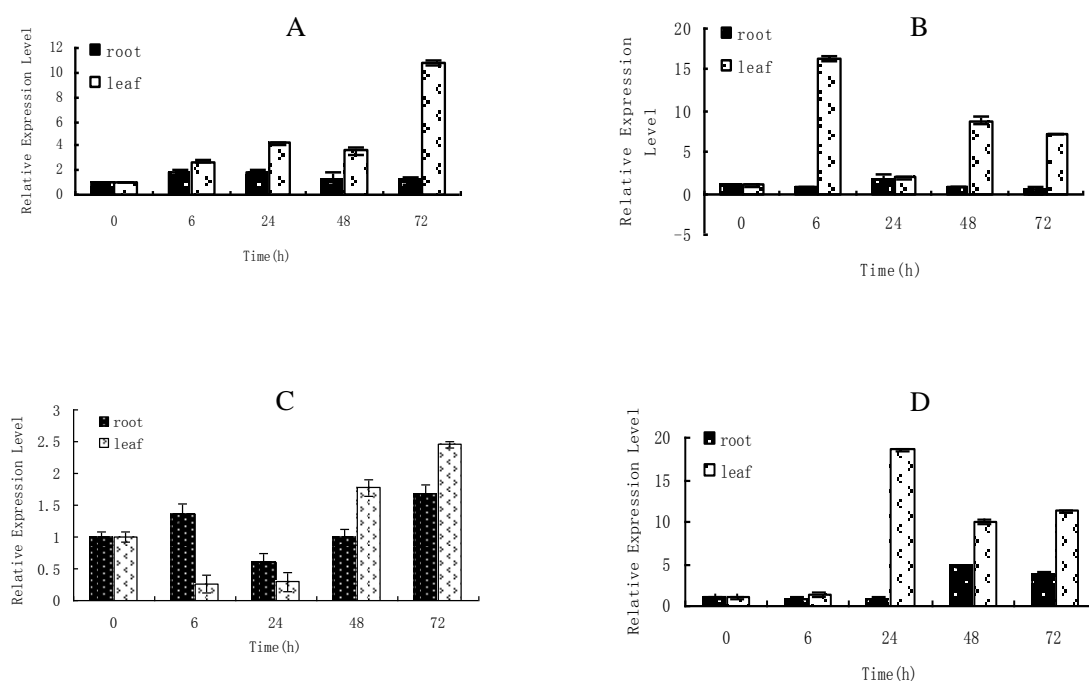 A
Relative Expression Level
12
10
8
6
4
2
0
root
leaf
0 6 24 48 72
Time(h)
B
Relative Expression
Level
20
15
10
5
0
-5
root
leaf
0 6 24 48 72
Time(h)
C
Relative Expression Level
3
2.5
2
1.5
1
0.5
0
root
leaf
0 6 24 48 72
Time(h)
D
Relative Expression Level
20
15
10
5
0
root
leaf
0 6 24 48 72
Time(h)